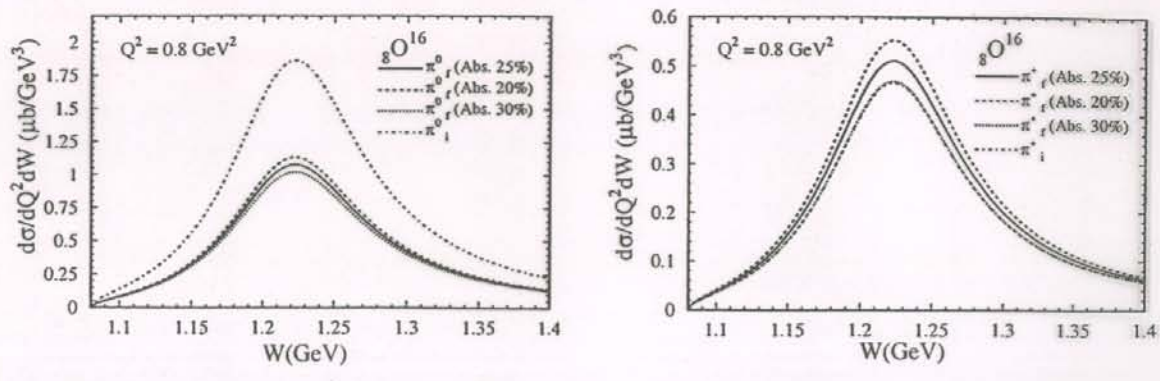 Q² = 0.8 GeV²
₈O¹⁶
π⁰ f (Abs. 25%)
π⁰ f (Abs. 20%)
π⁰ f (Abs. 30%)
π⁰ i
dσ/dQ²dW (μb/GeV³)
2
1.75
1.5
1.25
1
0.75
0.5
0.25
0
1.1
1.15
1.2
1.25
1.3
1.35
1.4
W(GeV)
Q² = 0.8 GeV²
₈O¹⁶
π⁺ f (Abs. 25%)
π⁺ f (Abs. 20%)
π⁺ f (Abs. 30%)
π⁺ i
dσ/dQ²dW (μb/GeV³)
0.6
0.5
0.4
0.3
0.2
0.1
0
1.1
1.15
1.2
1.25
1.3
1.35
1.4
W(GeV)